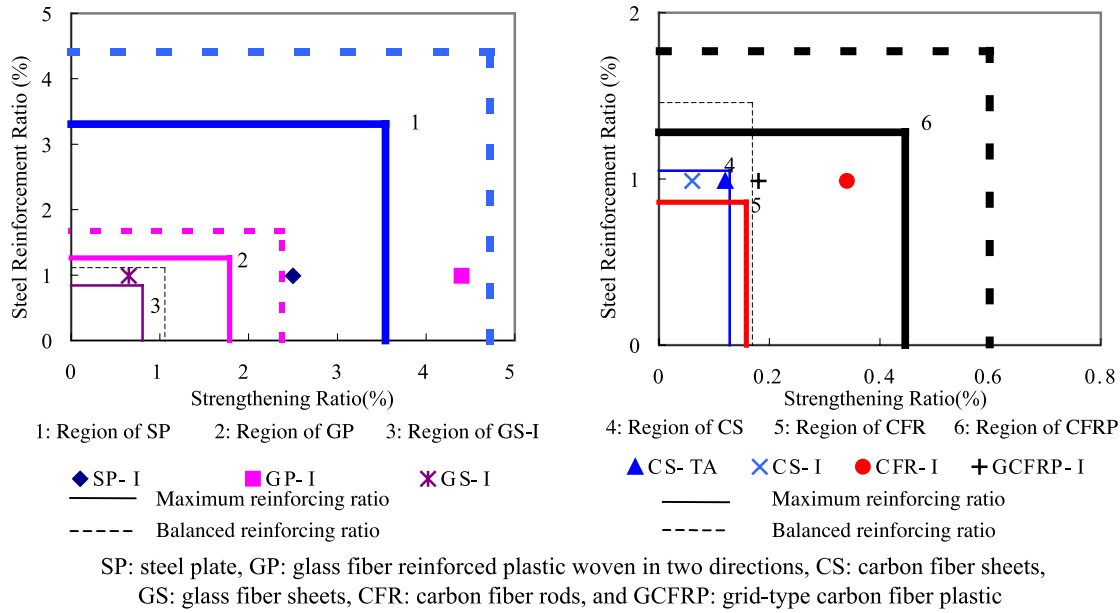 5
4
3
2
1
0
Steel Reinforcement Ratio (%)
1
2
3
0 1 2 3 4 5
Strengthening Ratio(%)
1: Region of SP 2: Region of GP 3: Region of GS-I
SP- I GP- I GS- I
Maximum reinforcing ratio
Balanced reinforcing ratio
2
1
0
Steel Reinforcement Ratio (%)
6
4
5
0 0.2 0.4 0.6 0.8
Strengthening Ratio(%)
4: Region of CS 5: Region of CFR 6: Region of CFRP
CS- TA CS- I CFR- I GCFRP- I
Maximum reinforcing ratio
Balanced reinforcing ratio
SP: steel plate, GP: glass fiber reinforced plastic woven in two directions, CS: carbon fiber sheets,
GS: glass fiber sheets, CFR: carbon fiber rods, and GCFRP: grid-type carbon fiber plastic